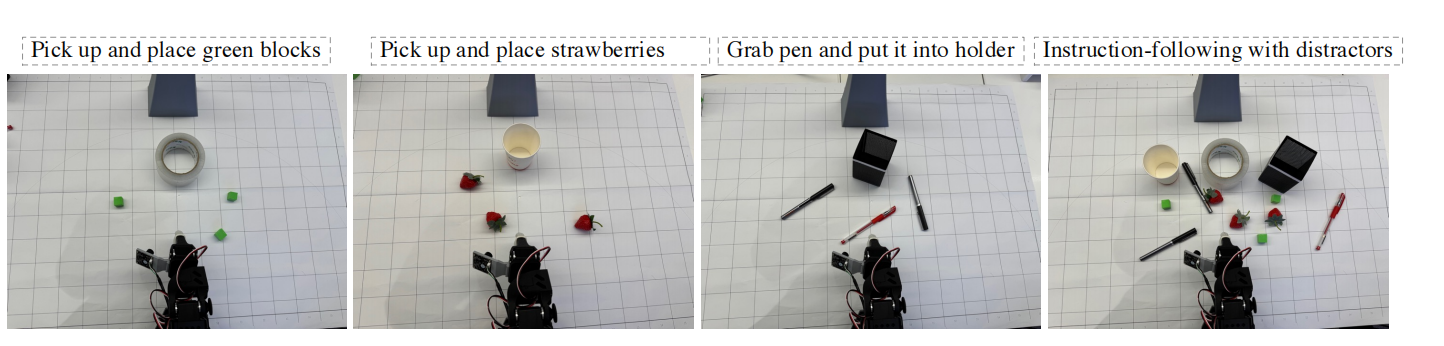 Pick up and place green blocks
Pick up and place strawberries
Grab pen and put it into holder
Instruction-following with distractors